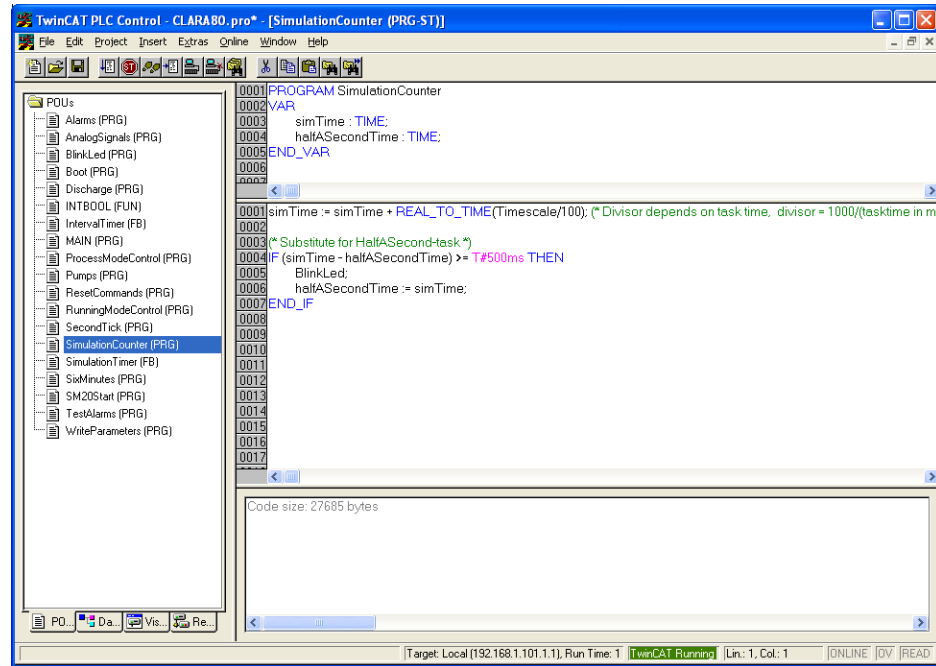 TwinCAT PLC Control - CLARA80.pro* - [SimulationCounter (PRG-ST)]
File Edit Project Insert Extras Online Window Help
POUs
Alarms (PRG)
AnalogSignals (PRG)
BlinkLed (PRG)
Boot (PRG)
Discharge (PRG)
INTBOOL (FUN)
IntervalTimer (FB)
MAIN (PRG)
ProcessModeControl (PRG)
Pumps (PRG)
ResetCommands (PRG)
RunningModeControl (PRG)
SecondTick (PRG)
SimulationCounter (PRG)
SimulationTimer (FB)
SixMinutes (PRG)
SM20Start (PRG)
TestAlarms (PRG)
WriteParameters (PRG)
PO... Da... Vis... Re...
0001 PROGRAM SimulationCounter
0002 VAR
0003 simTime : TIME;
0004 halfASecondTime : TIME;
0005 END_VAR
0006
0007
0001 simTime := simTime + REAL_TO_TIME(Timescale/100); (* Divisor depends on task time, divisor = 1000/(tasktime in m
0002
0003 (* Substitute for HalfASecond-task *)
0004 IF (simTime - halfASecondTime) >= T#500ms THEN
0005 BlinkLed;
0006 halfASecondTime := simTime;
0007 END_IF
0008
0009
0010
0011
0012
0013
0014
0015
0016
0017
Code size: 27685 bytes
Target: Local (192.168.1.101.1.1), Run Time: 1 TwinCAT Running Lin.: 1, Col.: 1 ONLINE OV READ